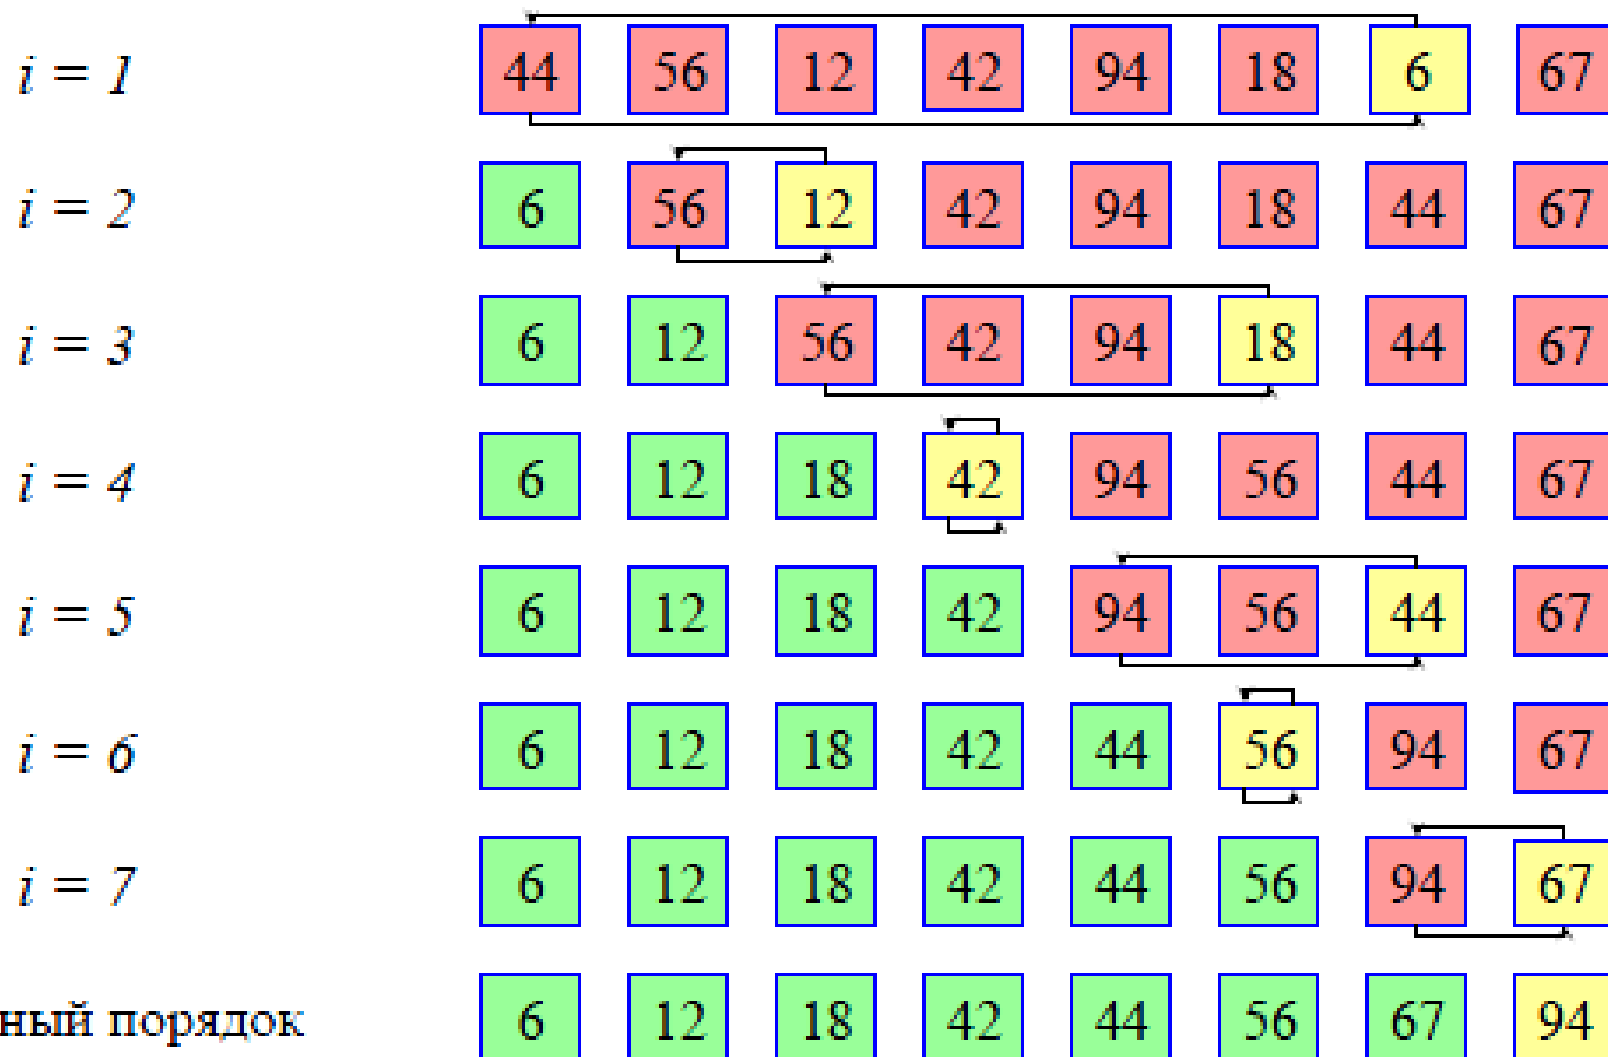 i = 1 44 56 12 42 94 18 6 67
i = 2 6 56 12 42 94 18 44 67
i = 3 6 12 56 42 94 18 44 67
i = 4 6 12 18 42 94 56 44 67
i = 5 6 12 18 42 94 56 44 67
i = 6 6 12 18 42 44 56 94 67
i = 7 6 12 18 42 44 56 94 67
ный порядок 6 12 18 42 44 56 67 94